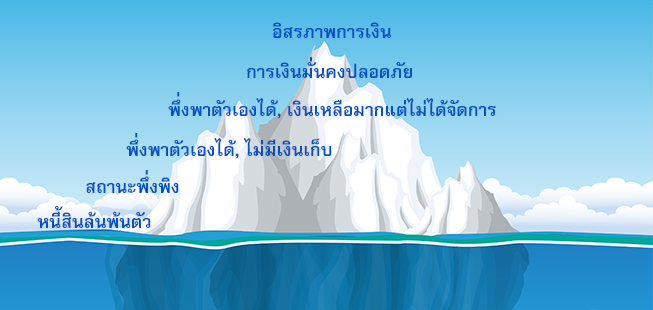 อิสรภาพการเงิน
การเงินมั่นคงปลอดภัย
พึ่งพาตัวเองได้, เงินเหลือมากแต่ไม่ได้จัดการ
พึ่งพาตัวเองได้, ไม่มีเงินเก็บ
สถานะพึ่งพิง
หนี้สินล้นพ้นตัว